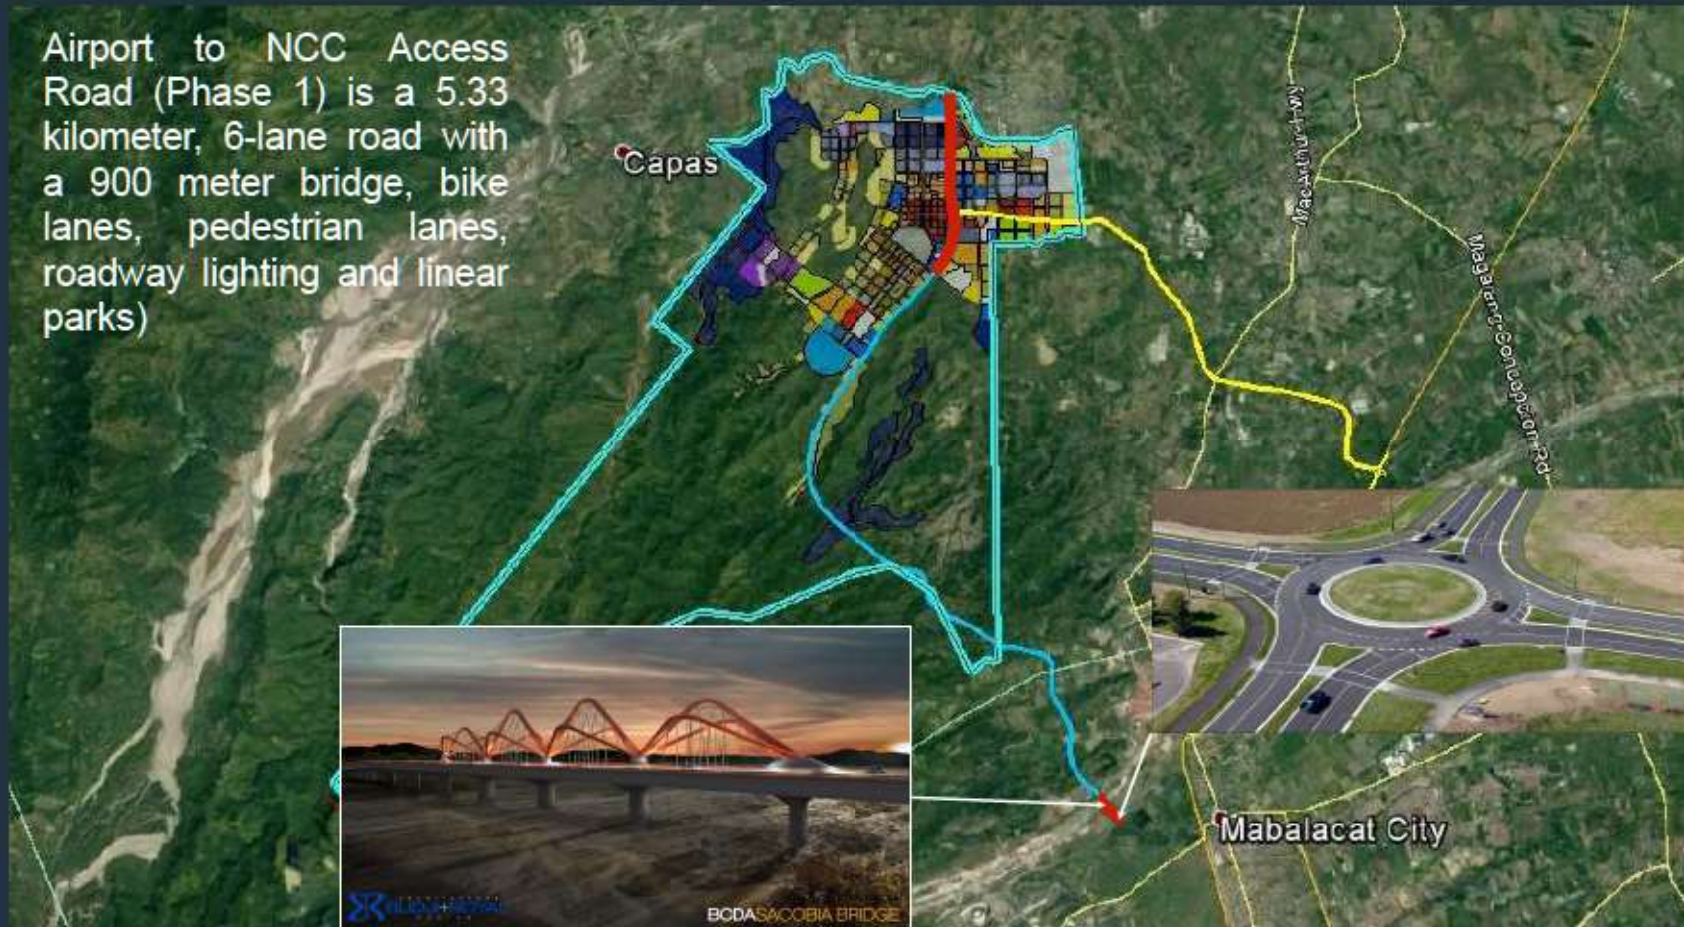 Airport to NCC Access
Road (Phase 1) is a 5.33
kilometer, 6-lane road with
a 900 meter bridge, bike
lanes, pedestrian lanes,
roadway lighting and linear
parks)
Capas
MacArthur Hwy
Magalang-Concepcion Rd
Mabalacat City
BCDA SACOBIA BRIDGE